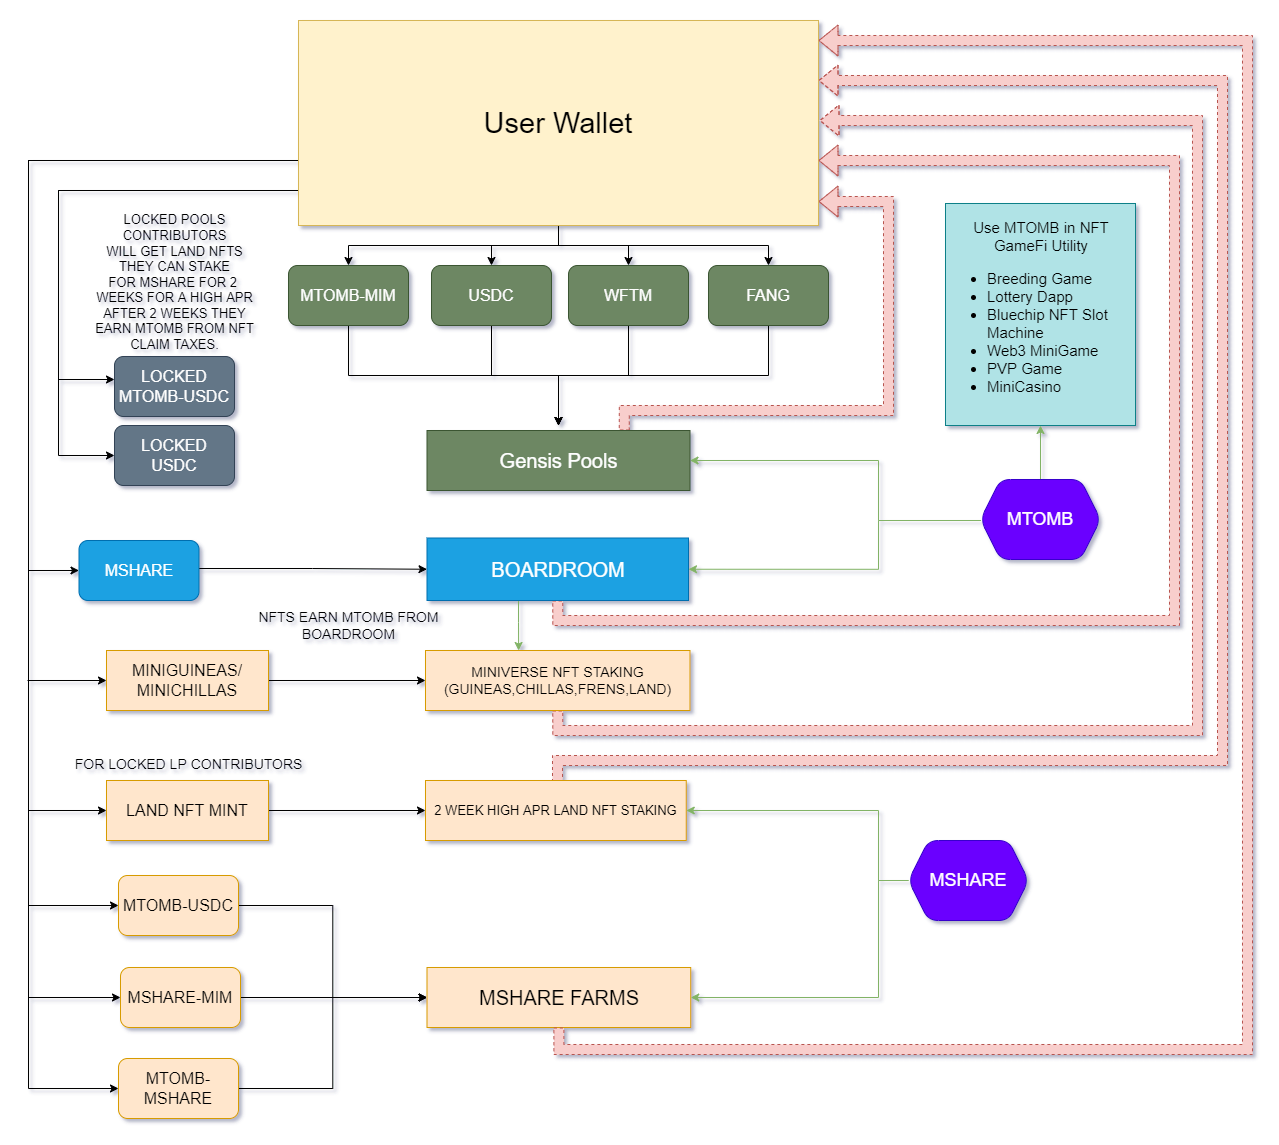 User Wallet
LOCKED POOLS
CONTRIBUTORS
WILL GET LAND NFTS
THEY CAN STAKE
FOR MSHARE FOR 2
WEEKS FOR A HIGH APR
AFTER 2 WEEKS THEY
EARN MTOMB FROM NFT
CLAIM TAXES.
MTOMB-MIM
USDC
WFTM
FANG
Use MTOMB in NFT
GameFi Utility
• Breeding Game
• Lottery Dapp
• Bluechip NFT Slot
Machine
• Web3 MiniGame
• PVP Game
• MiniCasino
LOCKED
MTOMB-USDC
LOCKED
USDC
Gensis Pools
MTOMB
MSHARE
BOARDROOM
NFTS EARN MTOMB FROM
BOARDROOM
MINIGUINEAS/
MINICHILLAS
MINIVERSE NFT STAKING
(GUINEAS,CHILLAS,FRENS,LAND)
FOR LOCKED LP CONTRIBUTORS
LAND NFT MINT
2 WEEK HIGH APR LAND NFT STAKING
MSHARE
MTOMB-USDC
MSHARE-MIM
MSHARE FARMS
MTOMB-
MSHARE